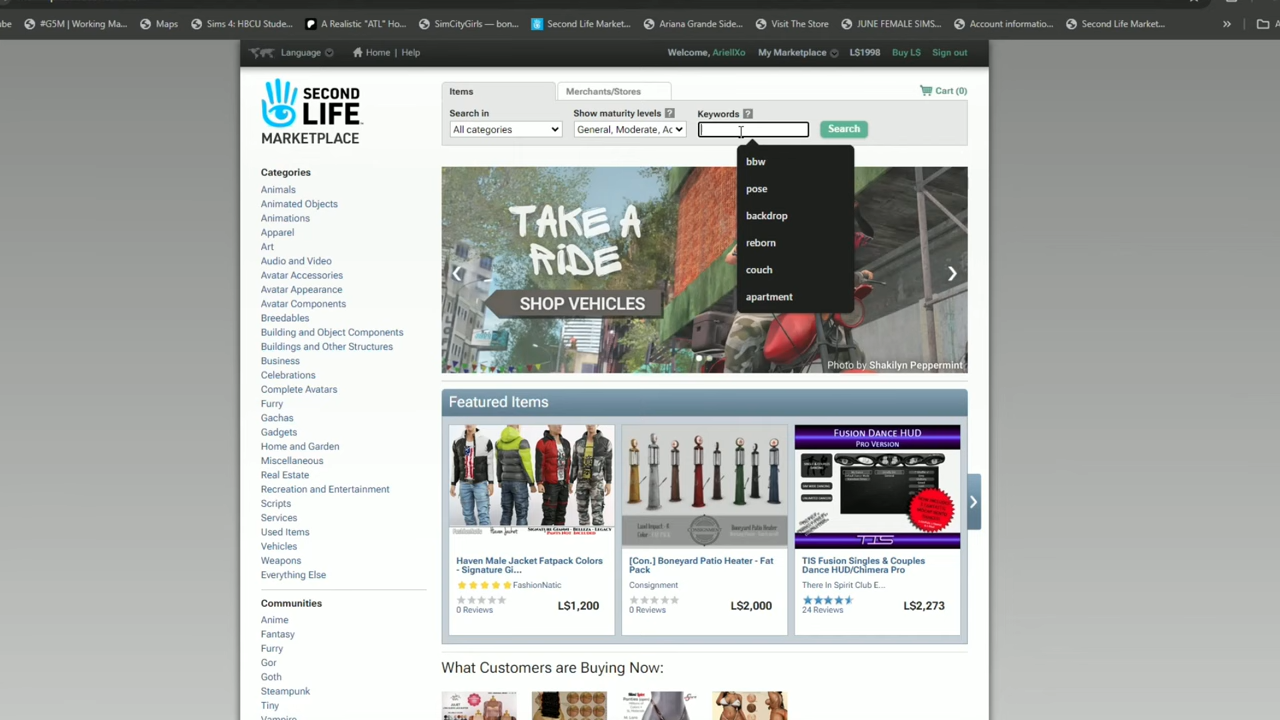 be
#GSM | Working Ma...
Maps
Sims 4: HBCU Stude...
A Realistic "ATL" Ho...
SimCityGirls — bon...
Second Life Market...
Ariana Grande Side...
Visit The Store
JUNE FEMALE SIMS...
Account informatio...
Second Life Market...
»
Language
Home | Help
Welcome, ArielIXo
My Marketplace
L$1998
Buy L$
Sign out
SECOND
LIFE
MARKETPLACE
Items
Merchants/Stores
Cart (0)
Search in
Show maturity levels ?
Keywords ?
All categories
General, Moderate, Ac
Search
bbw
pose
backdrop
reborn
couch
apartment
Categories
Animals
Animated Objects
Animations
Apparel
Art
Audio and Video
Avatar Accessories
Avatar Appearance
Avatar Components
Breedables
Building and Object Components
Buildings and Other Structures
Business
Celebrations
Complete Avatars
Furry
Gachas
Gadgets
Home and Garden
Miscellaneous
Real Estate
Recreation and Entertainment
Scripts
Services
Used Items
Vehicles
Weapons
Everything Else
Communities
Anime
Fantasy
Furry
Gor
Goth
Steampunk
Tiny
Vampire
TAKE A
RIDE
SHOP VEHICLES
Photo by Shakilyn Peppermint
Featured Items
Haven Male Jacket Fatpack Colors
- Signature Gi...
FashionNatic
0 Reviews
L$1,200
[Con.] Boneyard Patio Heater - Fat
Pack
Consignment
0 Reviews
L$2,000
FUSION DANCE HUD
PRO VERSION
TIS
TIS Fusion Singles & Couples
Dance HUD/Chimera Pro
There In Spirit Club E...
24 Reviews
L$2,273
What Customers are Buying Now: